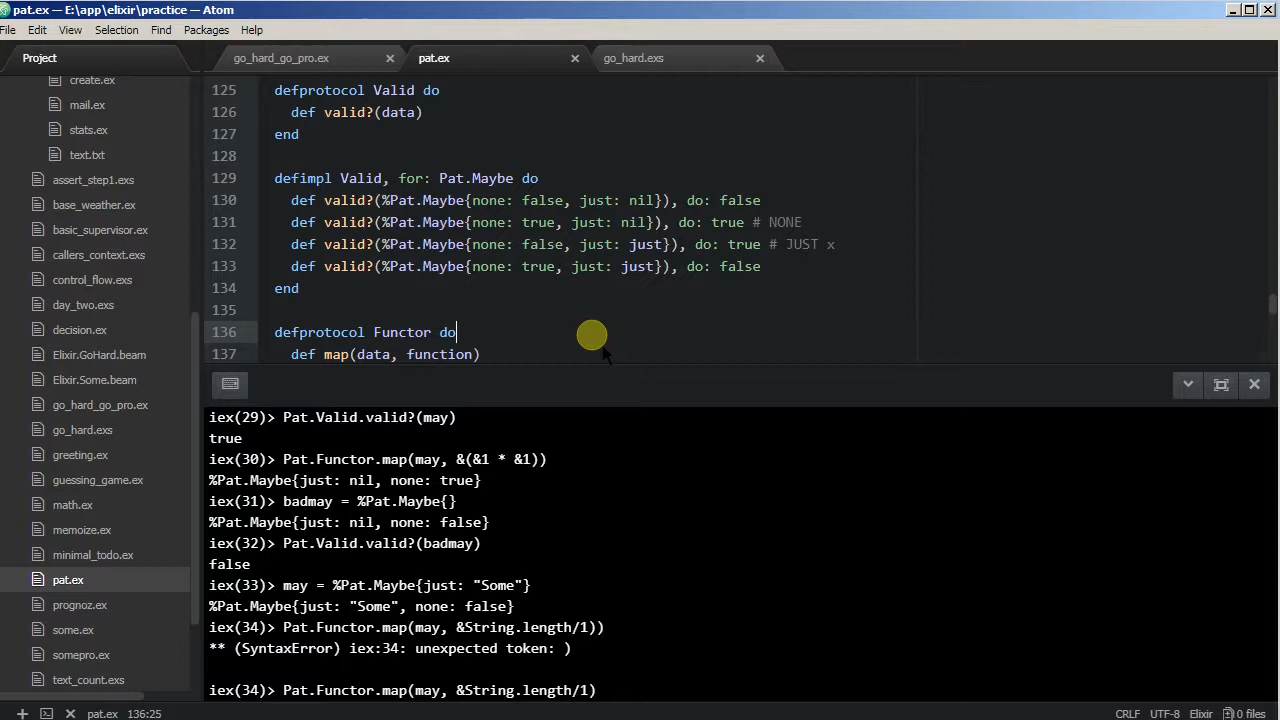 pat.ex — E:\app\elixir\practice — Atom
File Edit View Selection Find Packages Help
Project
create.ex
mail.ex
stats.ex
text.txt
assert_step1.exs
base_weather.ex
basic_supervisor.ex
callers_context.exs
control_flow.exs
day_two.exs
decision.ex
Elixir.GoHard.beam
Elixir.Some.beam
go_hard_go_pro.ex
go_hard.exs
greeting.ex
guessing_game.ex
math.ex
memoize.ex
minimal_todo.ex
pat.ex
prognoz.ex
some.ex
somepro.ex
text_count.exs
go_hard_go_pro.ex pat.ex go_hard.exs
125 defprotocol Valid do
126 def valid?(data)
127 end
128
129 defimpl Valid, for: Pat.Maybe do
130 def valid?(%Pat.Maybe{none: false, just: nil}), do: false
131 def valid?(%Pat.Maybe{none: true, just: nil}), do: true # NONE
132 def valid?(%Pat.Maybe{none: false, just: just}), do: true # JUST x
133 def valid?(%Pat.Maybe{none: true, just: just}), do: false
134 end
135
136 defprotocol Functor do
137 def map(data, function)
iex(29)> Pat.Valid.valid?(may)
true
iex(30)> Pat.Functor.map(may, &(&1 * &1))
%Pat.Maybe{just: nil, none: true}
iex(31)> badmay = %Pat.Maybe{}
%Pat.Maybe{just: nil, none: false}
iex(32)> Pat.Valid.valid?(badmay)
false
iex(33)> may = %Pat.Maybe{just: "Some"}
%Pat.Maybe{just: "Some", none: false}
iex(34)> Pat.Functor.map(may, &String.length/1))
** (SyntaxError) iex:34: unexpected token: )
iex(34)> Pat.Functor.map(may, &String.length/1)
pat.ex 136:25 CRLF UTF-8 Elixir 0 files